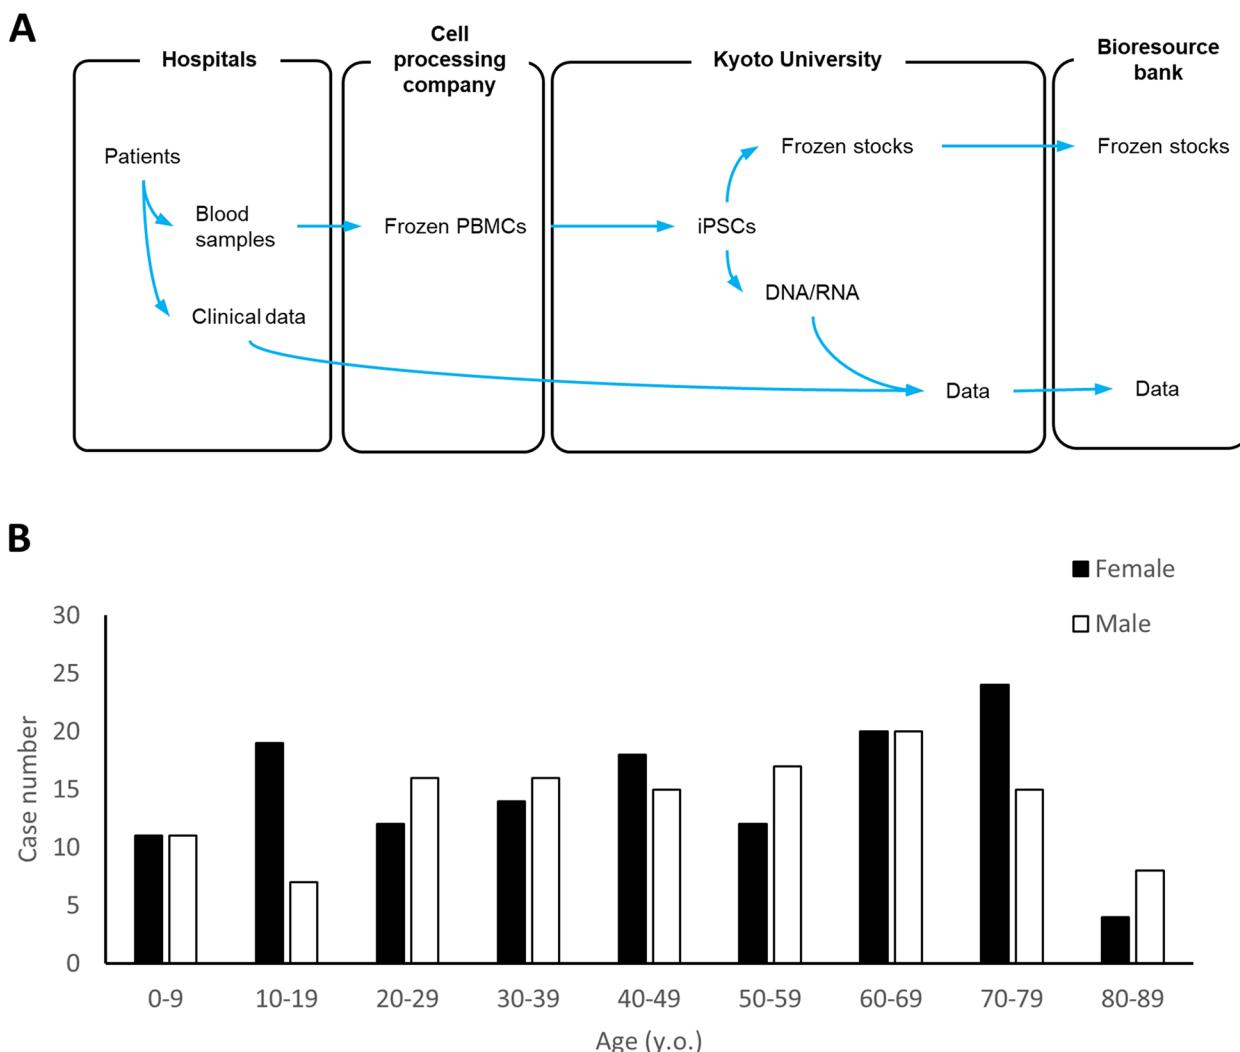 A
Hospitals
Cell
processing
company
Kyoto University
Bioresource
bank
Patients
Blood
samples
Clinical data
Frozen PBMCs
iPSCs
Frozen stocks
DNA/RNA
Data
Frozen stocks
Data
B
Female
Male
Case number
30
25
20
15
10
5
0
0-9 10-19 20-29 30-39 40-49 50-59 60-69 70-79 80-89
Age (y.o.)